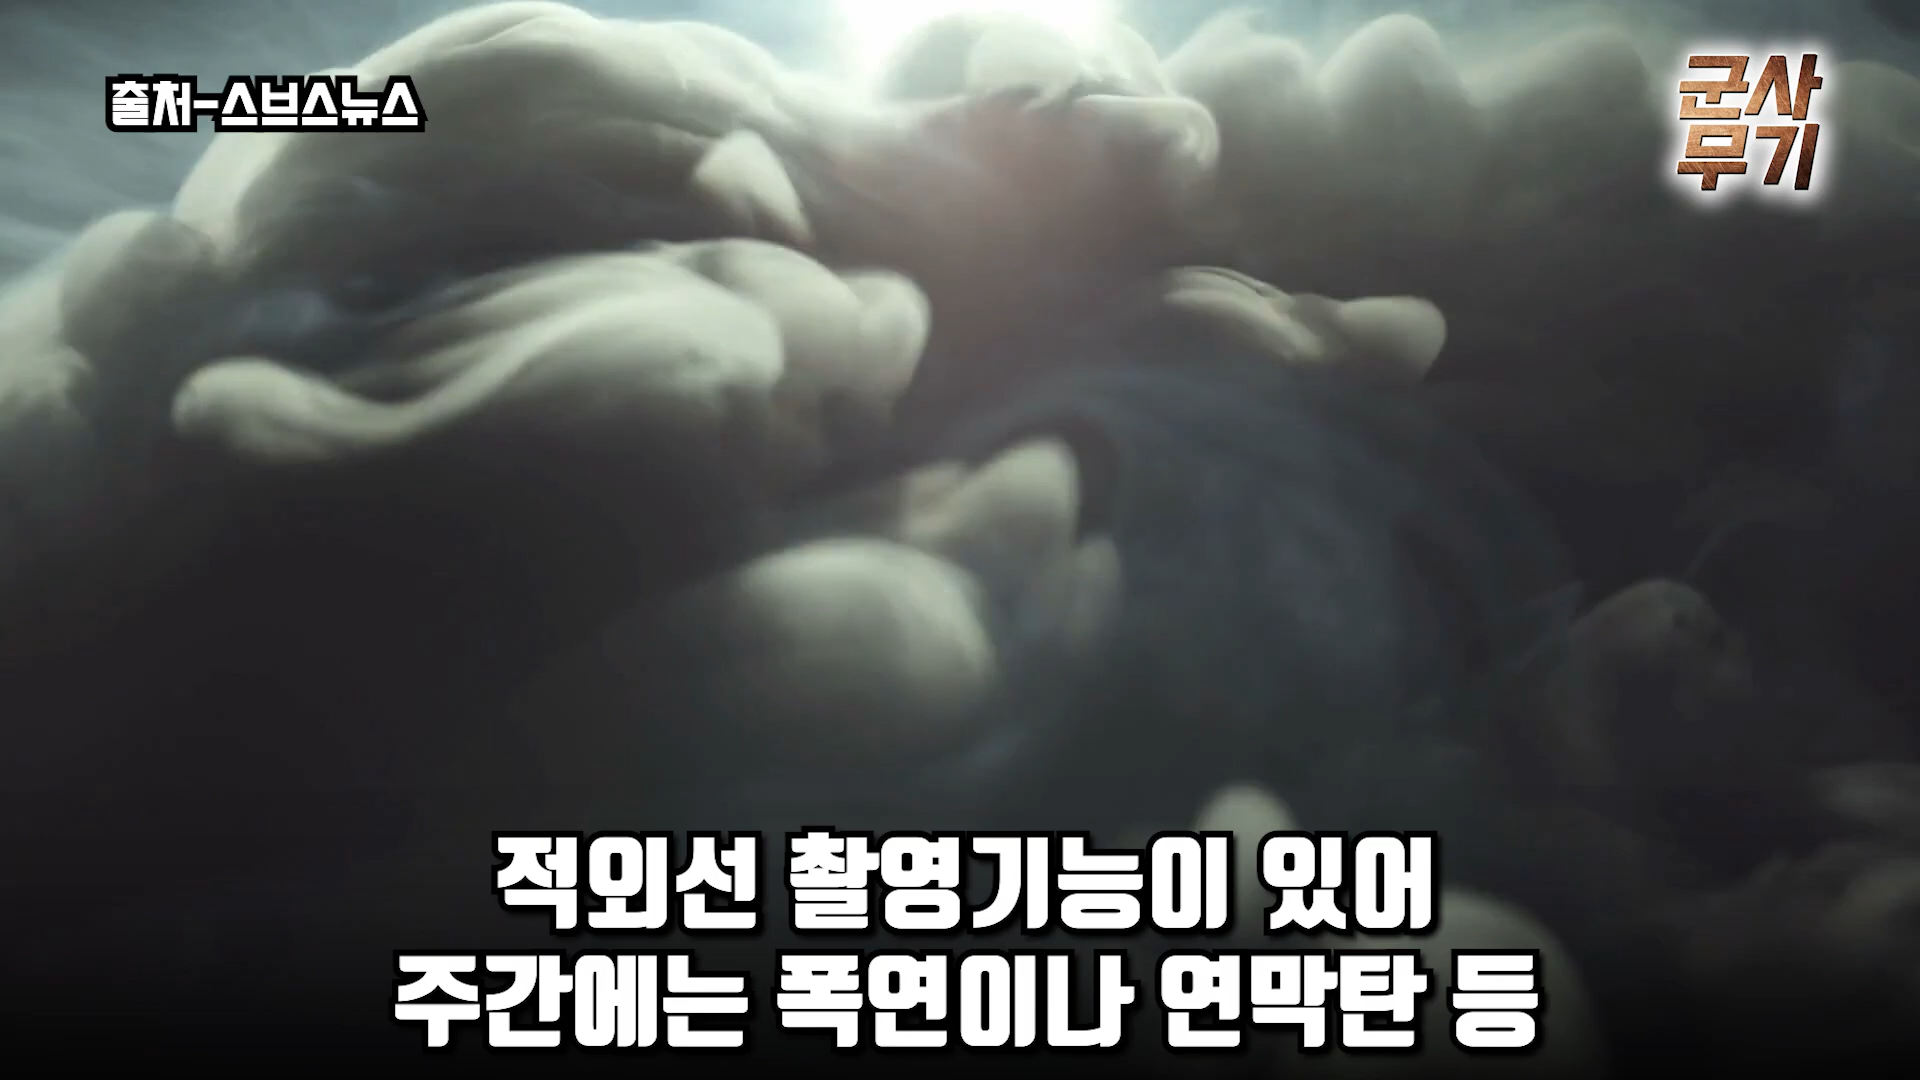 출처-스브스뉴스
군사
무기
적외선 촬영기능이 있어
주간에는 폭연이나 연막탄 등